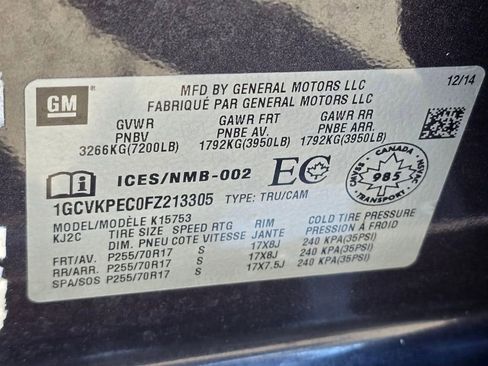 GM
MFD BY GENERAL MOTORS LLC
FABRIQUÉ PAR GENERAL MOTORS LLC
12/14
GVWR GAWR FRT GAWR RR
PNBV PNBE AV. PNBE ARR.
3266KG(7200LB) 1792KG(3950LB) 1792KG(3950LB)
ICES/NMB-002 EC
CANADA
985
TRANSPORT
1GCVKPEC0FZ213305 TYPE: TRU/CAM
MODEL/MODÈLE K15753
KJ2C TIRE SIZE SPEED RTG RIM COLD TIRE PRESSURE
DIM. PNEU COTE VITESSE JANTE PRESSION À FROID
FRT/AV. P255/70R17 S 17X8J 240 KPA(35PSI)
RR/ARR. P255/70R17 S 17X8J 240 KPA(35PSI)
SPA/SOS P255/70R17 S 17X7.5J 240 KPA(35PSI)